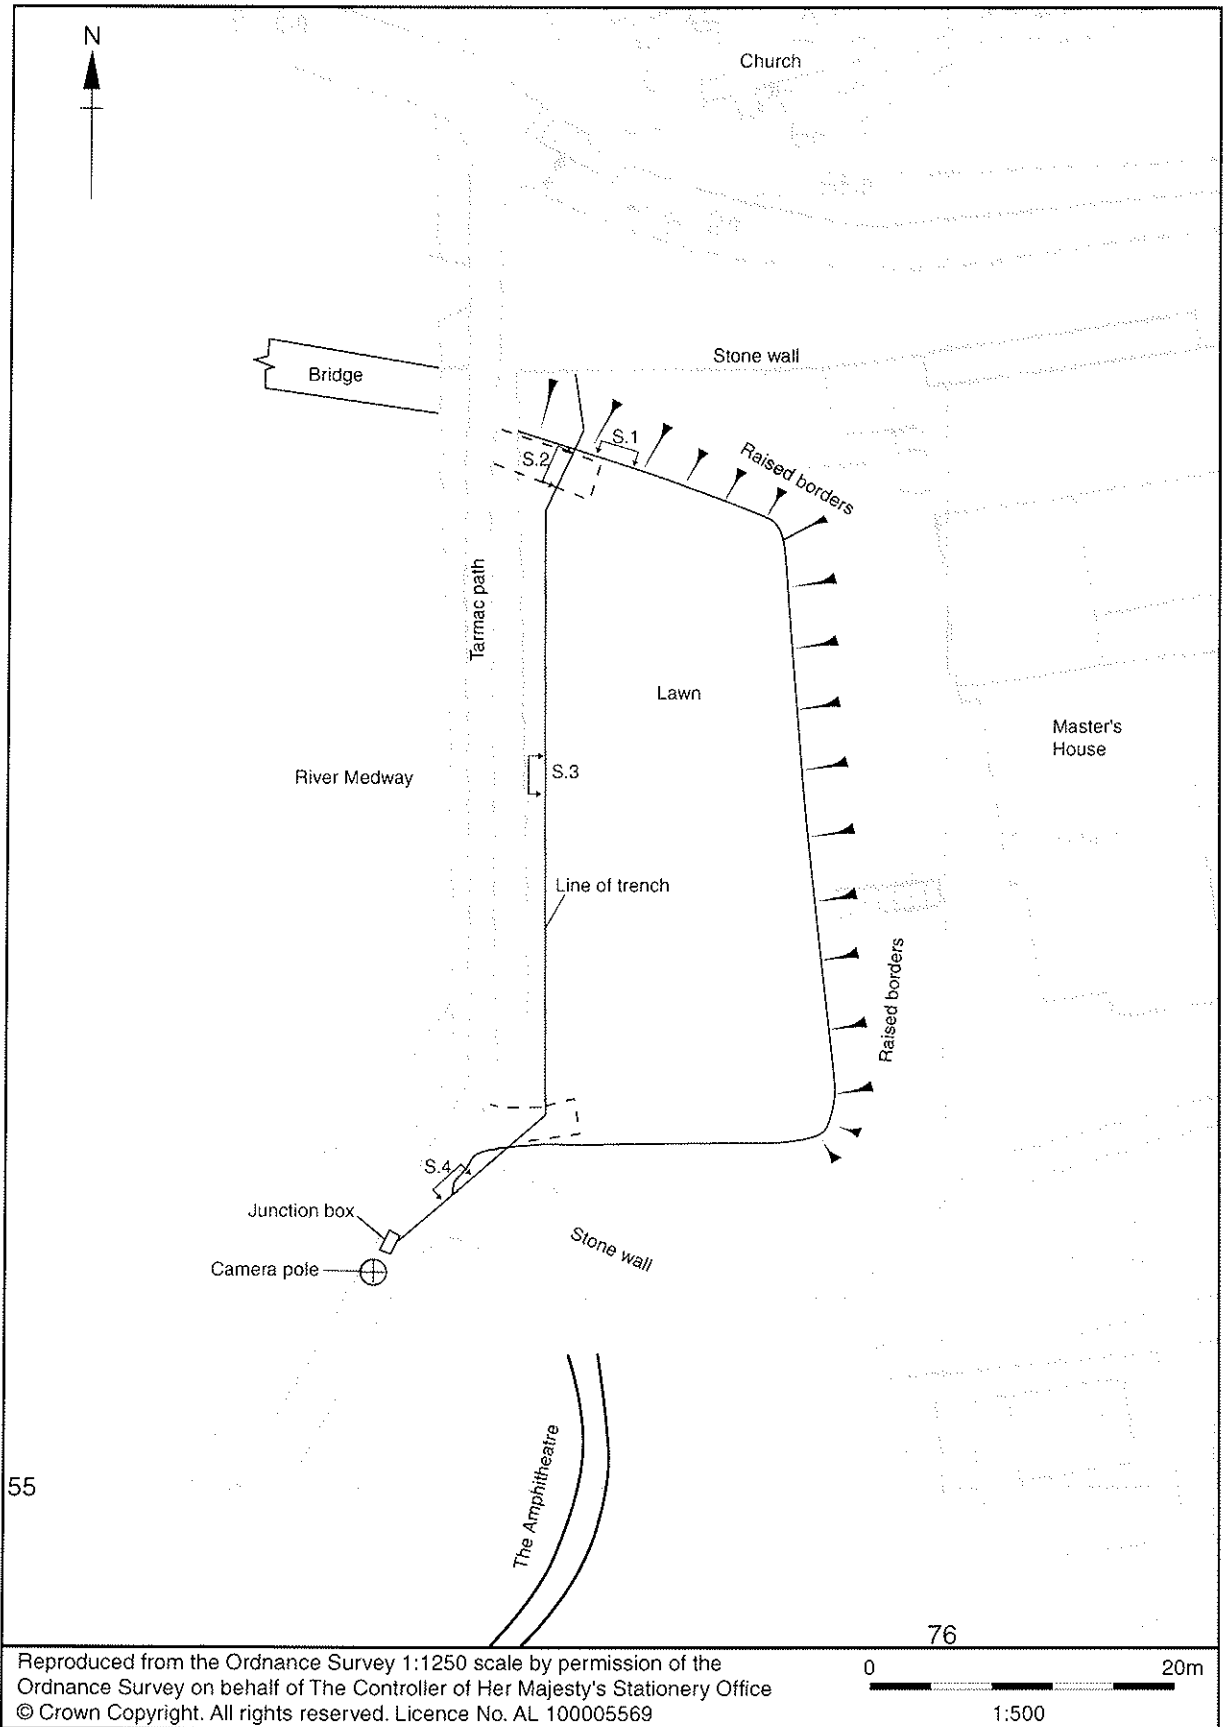 N
Church
Stone wall
Bridge
S.1
S.2
Raised borders
Tarmac path
Lawn
Master's
House
River Medway
S.3
Line of trench
Raised borders
S.4
Junction box
Stone wall
Camera pole
The Amphitheatre
55
76
Reproduced from the Ordnance Survey 1:1250 scale by permission of the
Ordnance Survey on behalf of The Controller of Her Majesty's Stationery Office
© Crown Copyright. All rights reserved. Licence No. AL 100005569
0 20m
1:500